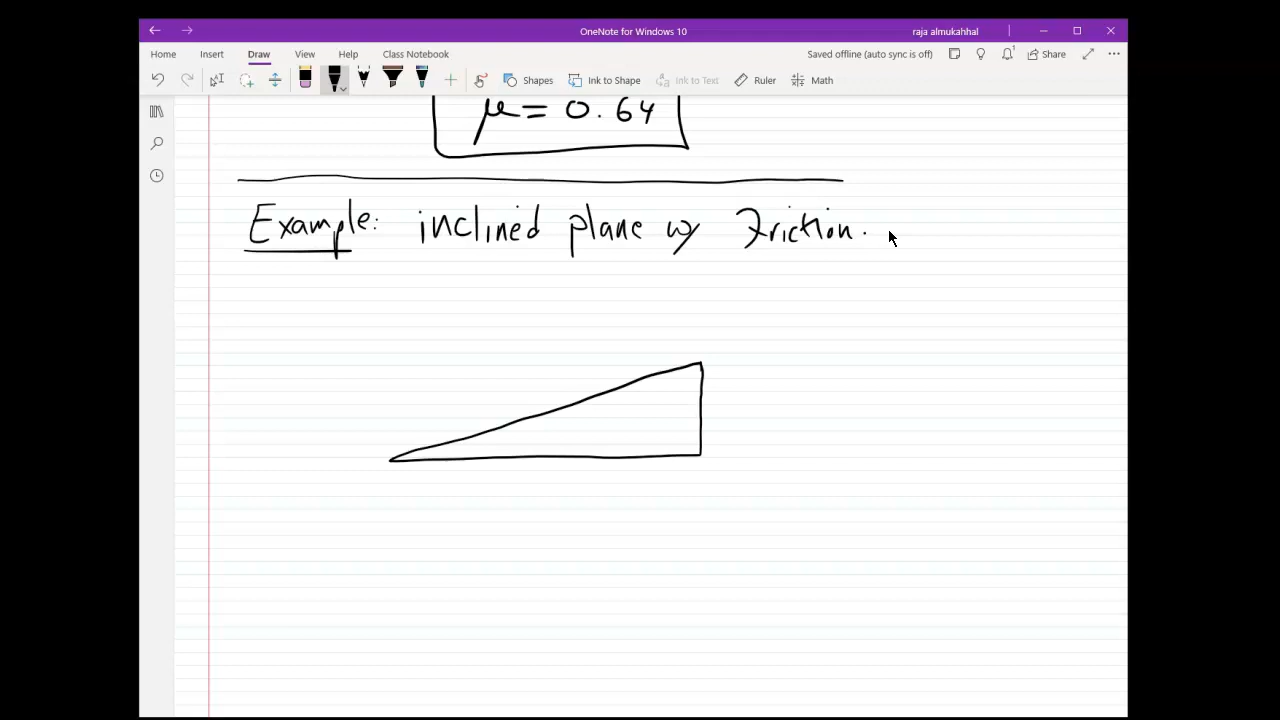 OneNote for Windows 10
raja almukahhal
Home Insert Draw View Help Class Notebook
Saved offline (auto sync is off)
Share
Shapes Ink to Shape Ink to Text Ruler Math
μ = 0.64
Example: inclined plane w/ Friction.